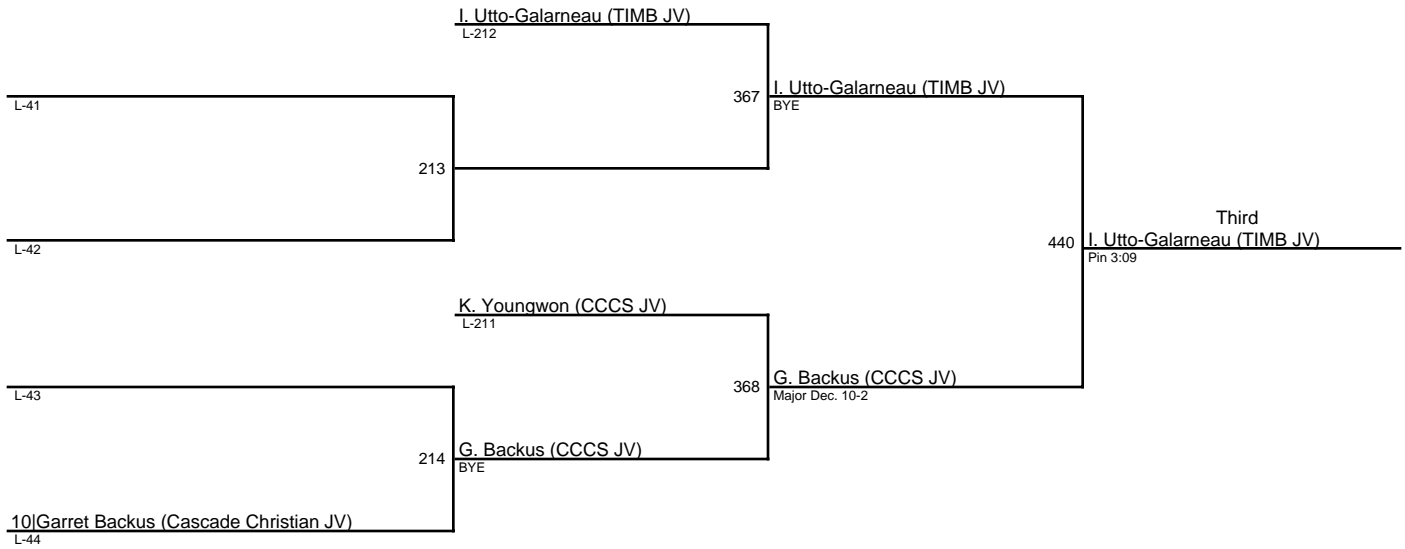 I. Utto-Galarneau (TIMB JV)
L-212
367
I. Utto-Galarneau (TIMB JV)
BYE
L-41
213
L-42
Third
440
I. Utto-Galarneau (TIMB JV)
Pin 3:09
K. Youngwon (CCCS JV)
L-211
368
G. Backus (CCCS JV)
Major Dec. 10-2
L-43
214
G. Backus (CCCS JV)
BYE
10|Garret Backus (Cascade Christian JV)
L-44